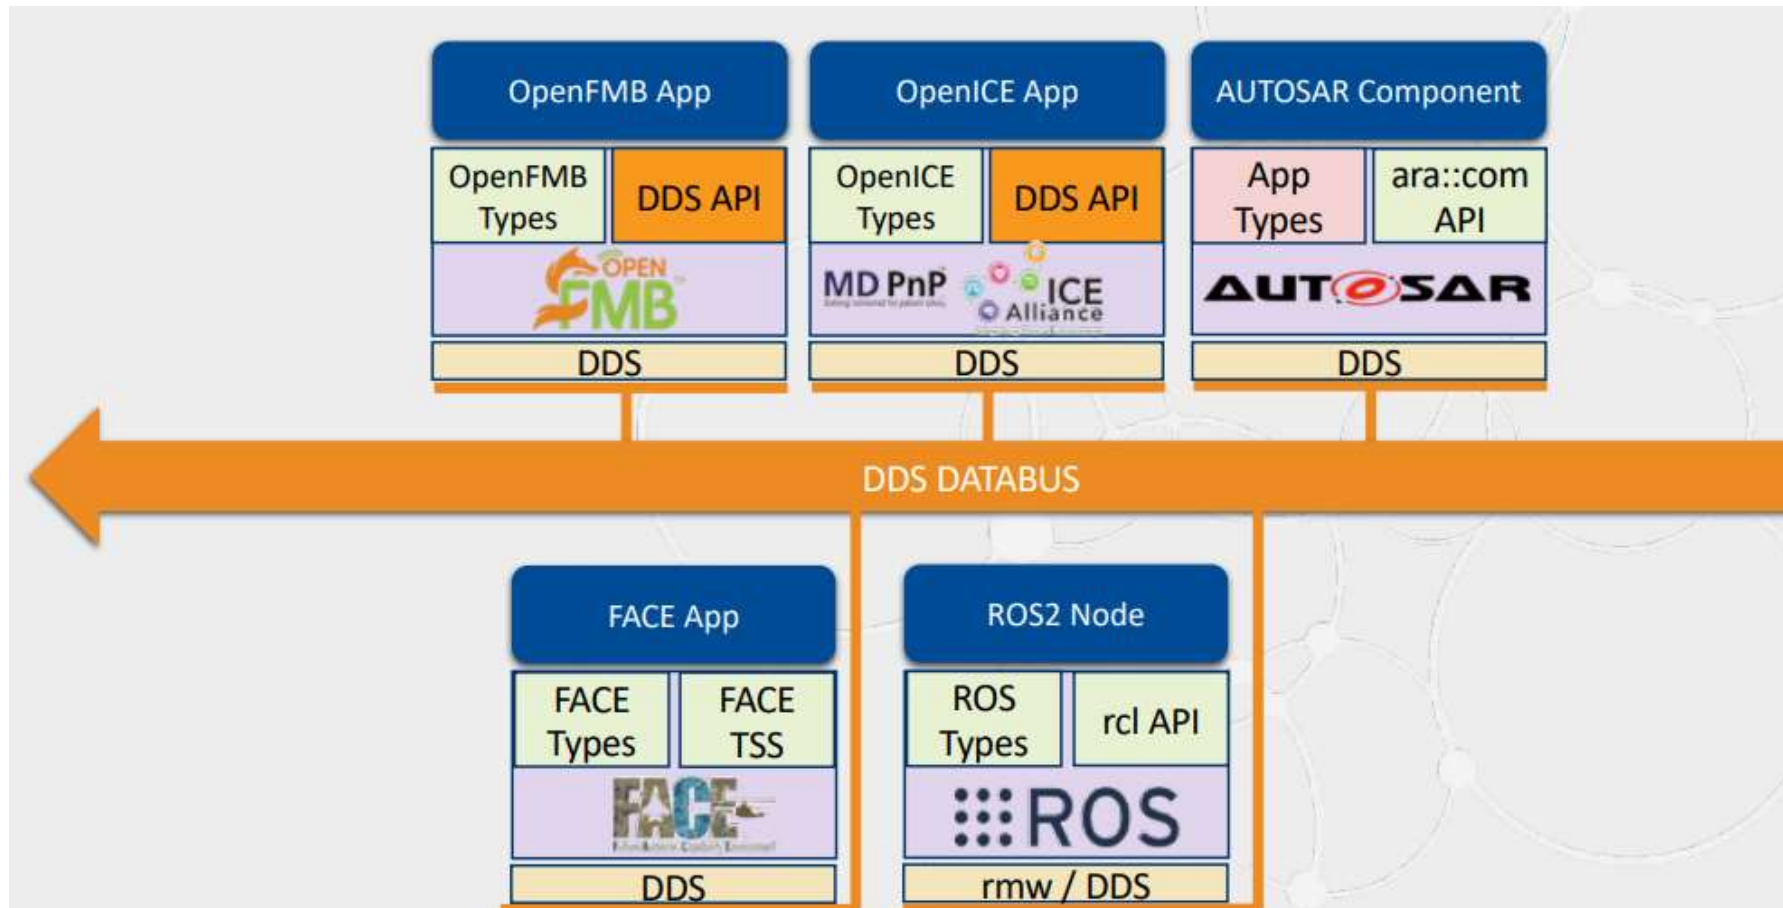 OpenFMB App
OpenFMB
Types
DDS API
OPEN
FMB
DDS
OpenICE App
OpenICE
Types
DDS API
MD PnP
ICE
Alliance
DDS
AUTOSAR Component
App
Types
ara::com
API
AUTOSAR
DDS
DDS DATABUS
FACE App
FACE
Types
FACE
TSS
FACE
DDS
ROS2 Node
ROS
Types
rcl API
ROS
rmw / DDS